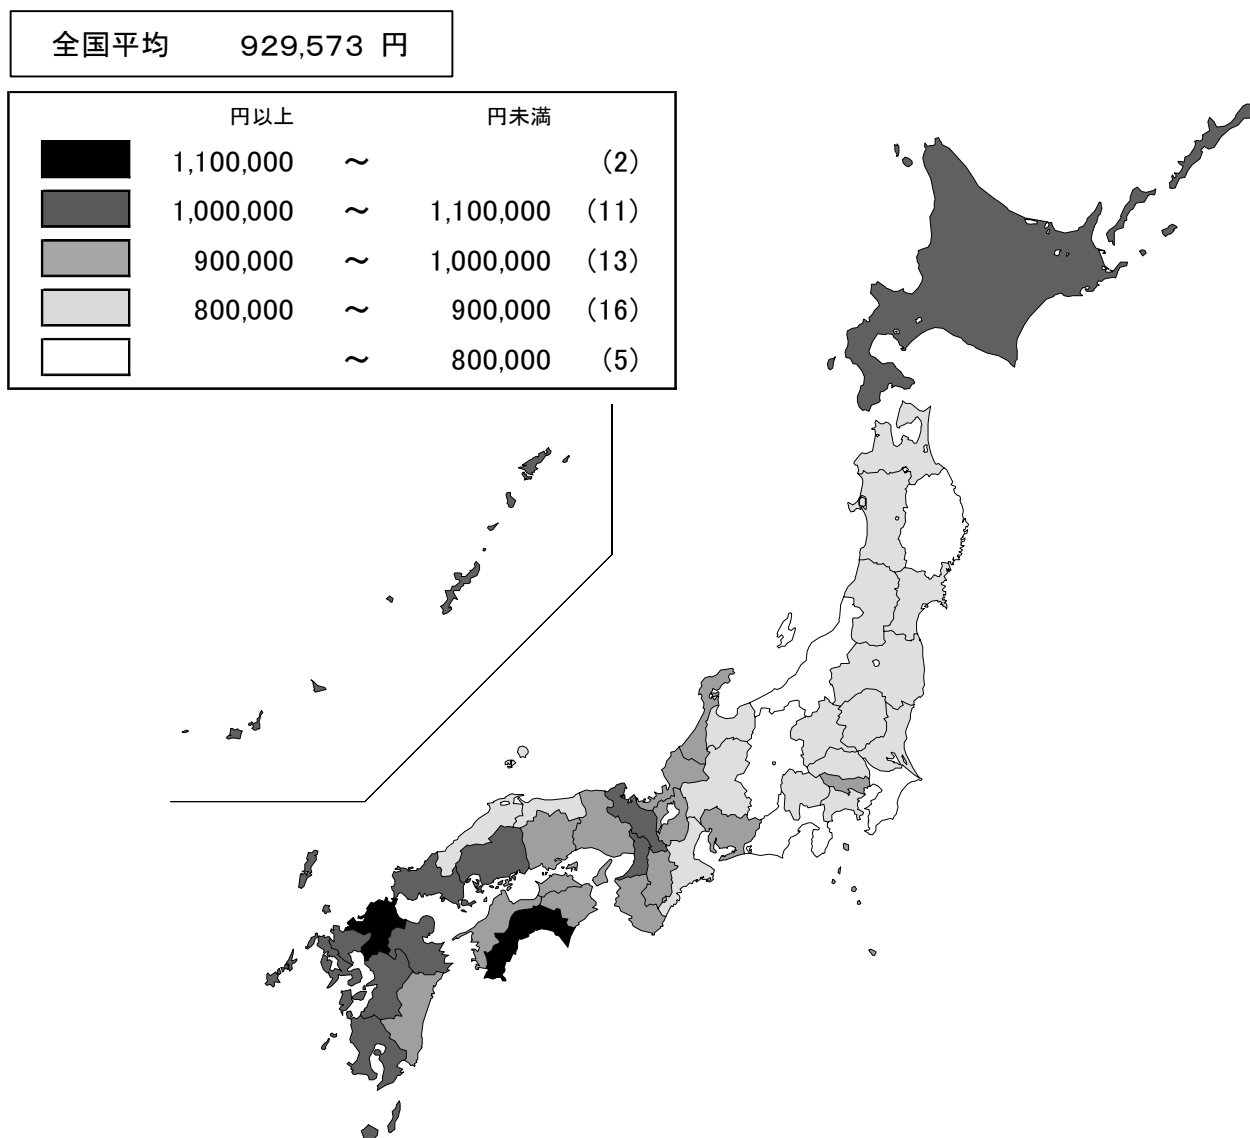 全国平均 929,573 円
円以上 円未満
1,100,000 ～ (2)
1,000,000 ～ 1,100,000 (11)
900,000 ～ 1,000,000 (13)
800,000 ～ 900,000 (16)
～ 800,000 (5)